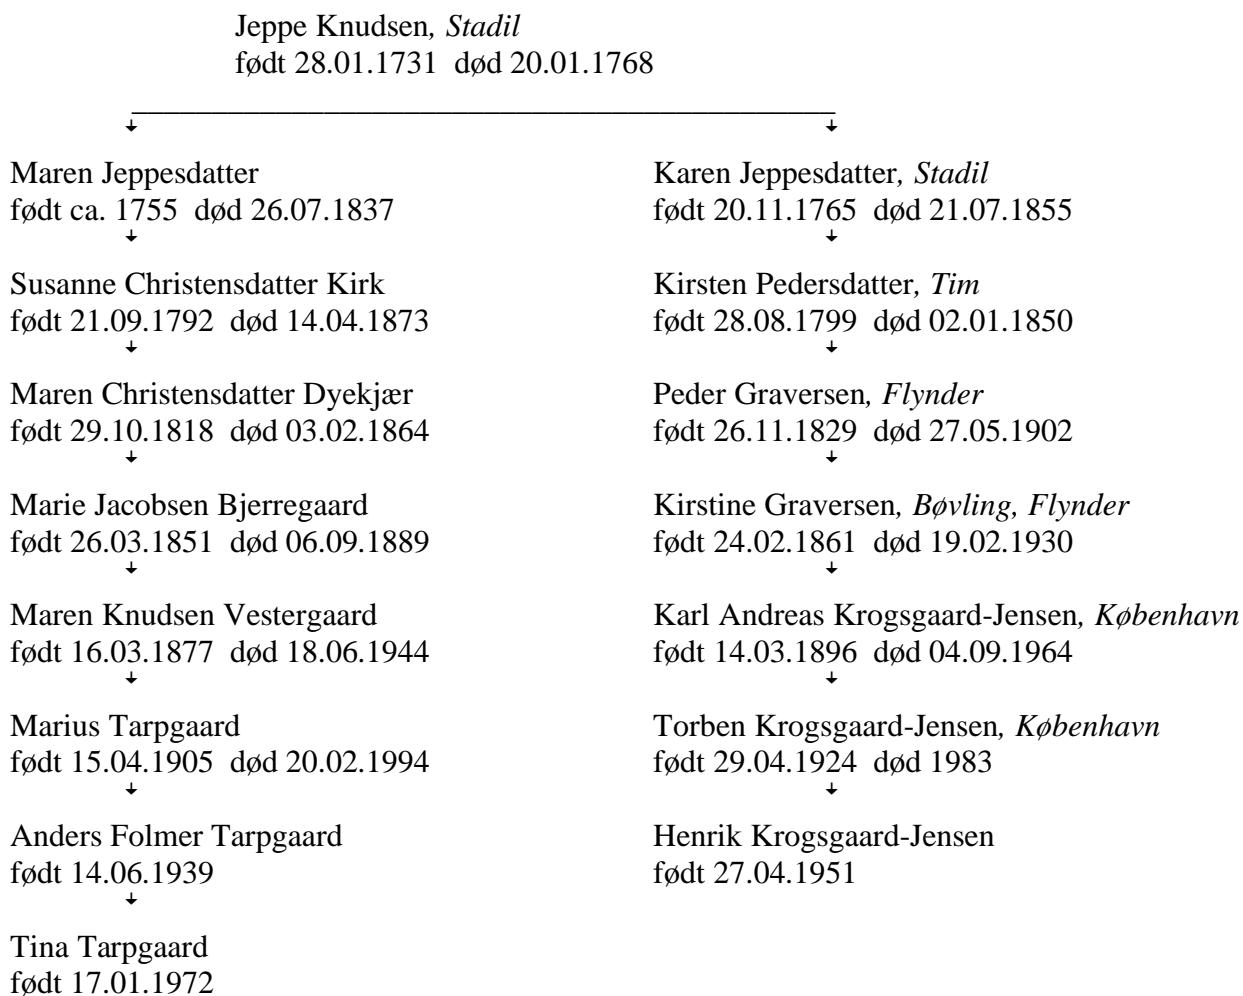 Jeppe Knudsen, Stadil
født 28.01.1731 død 20.01.1768
Maren Jeppesdatter
født ca. 1755 død 26.07.1837
Karen Jeppesdatter, Stadil
født 20.11.1765 død 21.07.1855
Susanne Christensdatter Kirk
født 21.09.1792 død 14.04.1873
Kirsten Pedersdatter, Tim
født 28.08.1799 død 02.01.1850
Maren Christensdatter Dyekjær
født 29.10.1818 død 03.02.1864
Peder Graversen, Flynder
født 26.11.1829 død 27.05.1902
Marie Jacobsen Bjerregaard
født 26.03.1851 død 06.09.1889
Kirstine Graversen, Bøvling, Flynder
født 24.02.1861 død 19.02.1930
Maren Knudsen Vestergaard
født 16.03.1877 død 18.06.1944
Karl Andreas Krogsgaard-Jensen, København
født 14.03.1896 død 04.09.1964
Marius Tarpgaard
født 15.04.1905 død 20.02.1994
Torben Krogsgaard-Jensen, København
født 29.04.1924 død 1983
Anders Folmer Tarpgaard
født 14.06.1939
Henrik Krogsgaard-Jensen
født 27.04.1951
Tina Tarpgaard
født 17.01.1972